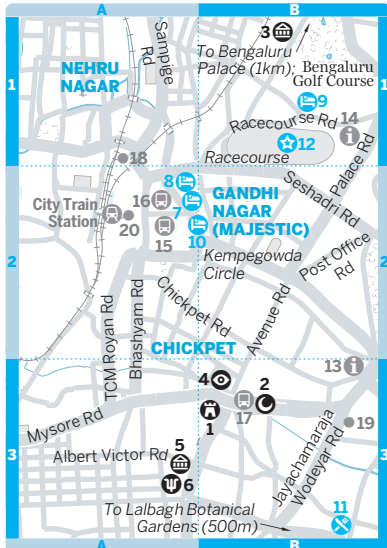 A
B
3
To Bengaluru
Palace (1km);
Bengaluru
Golf Course
Sampige
Rd
NEHRU
NAGAR
1
1
9
Racecourse Rd
14
12
Racecourse
Palace Rd
18
8
16
7
GANDHI
NAGAR
(MAJESTIC)
Seshadri Rd
City Train
Station
20
15
10
2
2
Kempegowda
Circle
Post Office
Rd
TCM Royan Rd
Bhashyam Rd
Chickpet Rd
Avenue Rd
CHICKPET
13
4
2
1
17
Mysore Rd
19
Jayachamaraja
Wodeyar Rd
3
3
5
Albert Victor Rd
6
To Lalbagh Botanical
Gardens (500m)
11
A
B